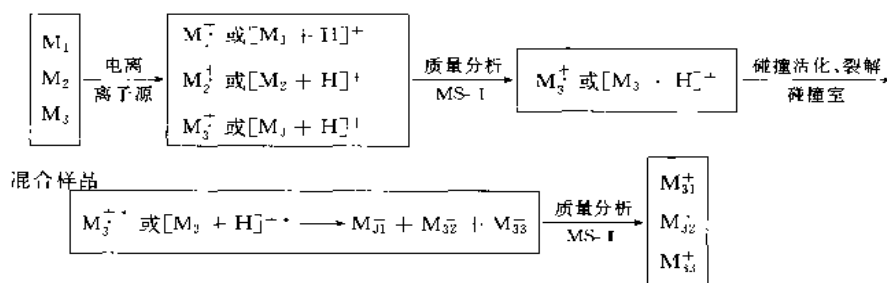 M₁
M₂
M₃
电离
离子源
M₁⁺˙ 或[M₁ + H]⁺
M₂⁺ 或[M₂ + H]⁺
M₃⁺˙ 或[M₃ + H]⁺
质量分析
MS-I
M₃⁺ 或[M₃ · H]⁺
碰撞活化、裂解
碰撞室
混合样品
M₃⁺˙ 或[M₃ + H]⁺˙ ⟶ M₃₁⁺ + M₃₂⁺ + M₃₃⁺
质量分析
MS-II
M₃₁⁺
M₃₂⁺
M₃₃⁺